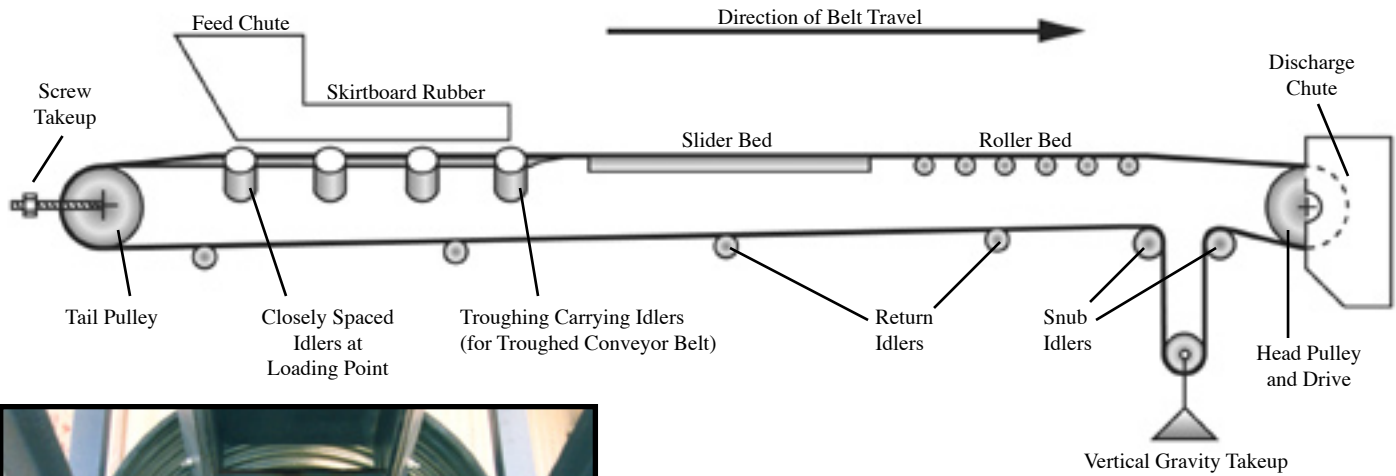 Feed Chute
Direction of Belt Travel
Discharge
Chute
Screw
Takeup
Skirtboard Rubber
Slider Bed
Roller Bed
Tail Pulley
Closely Spaced
Idlers at
Loading Point
Troughing Carrying Idlers
(for Troughed Conveyor Belt)
Return
Idlers
Snub
Idlers
Head Pulley
and Drive
Vertical Gravity Takeup